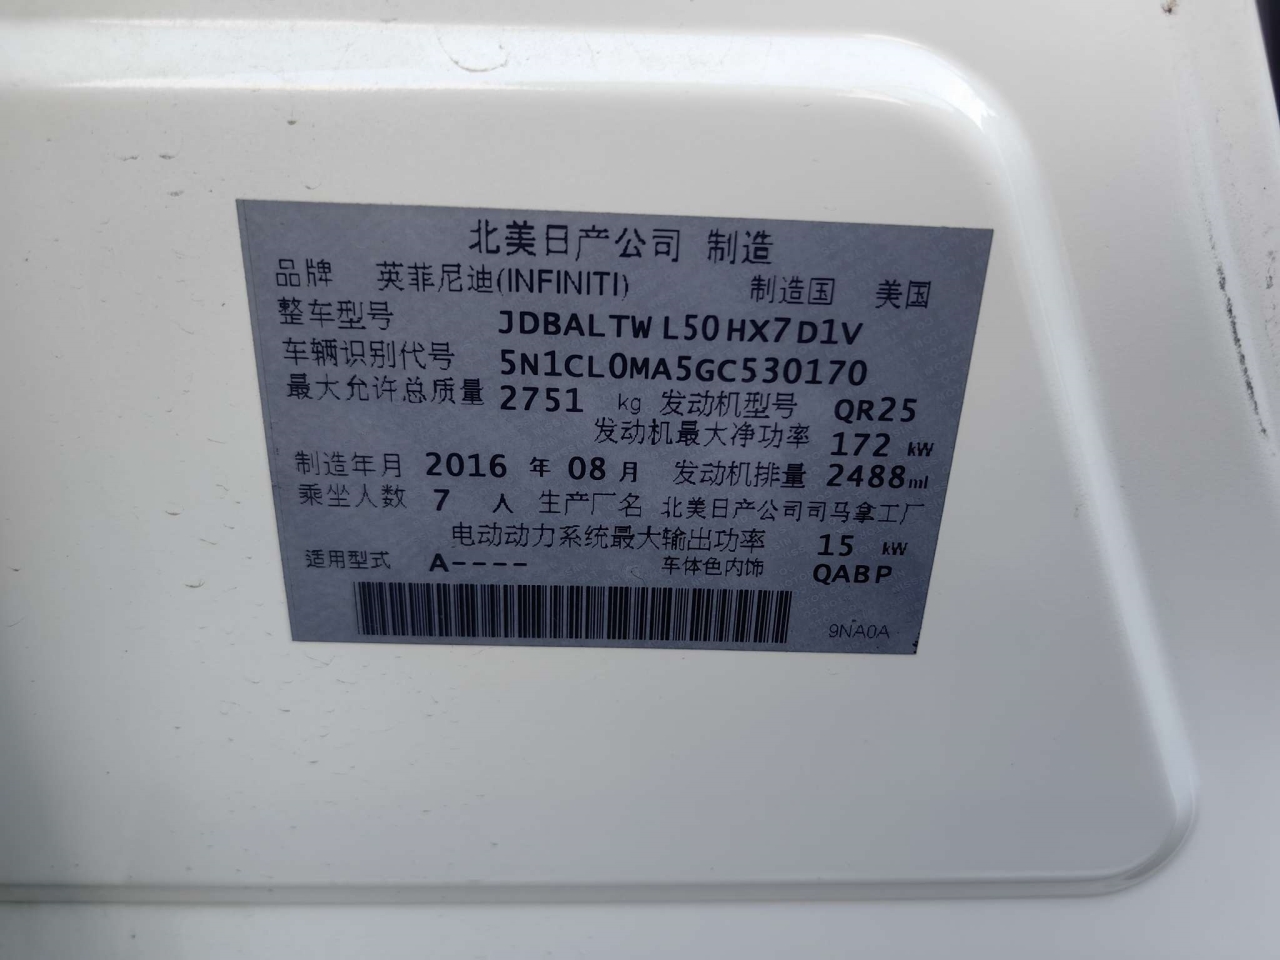 北美日产公司 制造
品牌 英菲尼迪(INFINITI) 制造国 美国
整车型号 JDBALTW L50HX7D1V
车辆识别代号 5N1CL0MA5GC530170
最大允许总质量 2751 kg 发动机型号 QR25
发动机最大净功率 172 kW
制造年月 2016 年 08 月 发动机排量 2488ml
乘坐人数 7 人 生产厂名 北美日产公司司马拿工厂
电动动力系统最大输出功率 15 kW
适用型式 A---- 车体色内饰 QABP
9NA0A